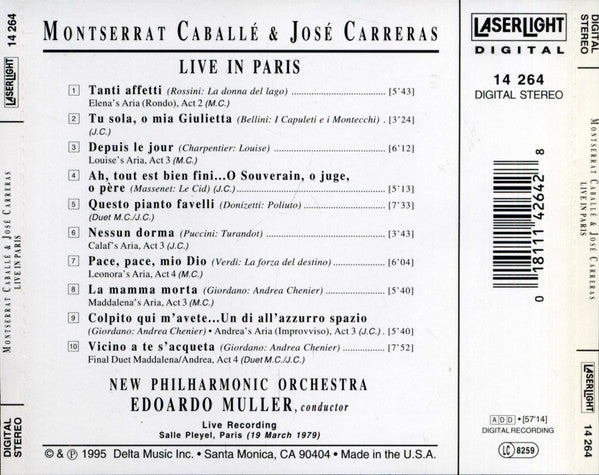 14 264
LASERLIGHT
MONTSERRAT CABALLÉ & JOSÉ CARRERAS
LIVE IN PARIS
DIGITAL
STEREO
MONTSERRAT CABALLÉ & JOSÉ CARRERAS
LIVE IN PARIS
1 Tanti affetti (Rossini: La donna del lago) [5'43]
Elena's Aria (Rondo), Act 2 (M.C.)
2 Tu sola, o mia Giulietta (Bellini: I Capuleti e i Montecchi) . [3'24]
(J.C.)
3 Depuis le jour (Charpentier: Louise) [6'12]
Louise's Aria, Act 3 (M.C.)
4 Ah, tout est bien fini...O Souverain, o juge,
o père (Massenet: Le Cid) (J.C.) [5'13]
5 Questo pianto favelli (Donizetti: Poliuto) [7'33]
(Duet M.C./J.C.)
6 Nessun dorma (Puccini: Turandot) [3'43]
Calaf's Aria, Act 3 (J.C.)
7 Pace, pace, mio Dio (Verdi: La forza del destino) [6'04]
Leonora's Aria, Act 4 (M.C.)
8 La mamma morta (Giordano: Andrea Chenier) [5'40]
Maddalena's Aria, Act 3 (M.C.)
9 Colpito qui m'avete...Un di all'azzurro spazio
(Giordano: Andrea Chenier) • Andrea's Aria (Improvviso), Act 3 (J.C.) . [5'40]
10 Vicino a te s'acqueta (Giordano: Andrea Chenier) [7'52]
Final Duet Maddalena/Andrea, Act 4 (Duet M.C./J.C.)
NEW PHILHARMONIC ORCHESTRA
EDOARDO MULLER, conductor
Live Recording
Salle Pleyel, Paris (19 March 1979)
© & ℗ 1995 Delta Music Inc. • Santa Monica, CA 90404 • Made in the U.S.A.
LASERLIGHT
DIGITAL
14 264
DIGITAL STEREO
0 18111 42642 8
ADD • [57'14]
DIGITAL RECORDING
LC 8259
DIGITAL
STEREO
MONTSERRAT CABALLÉ & JOSÉ CARRERAS
LIVE IN PARIS
LASERLIGHT
14 264